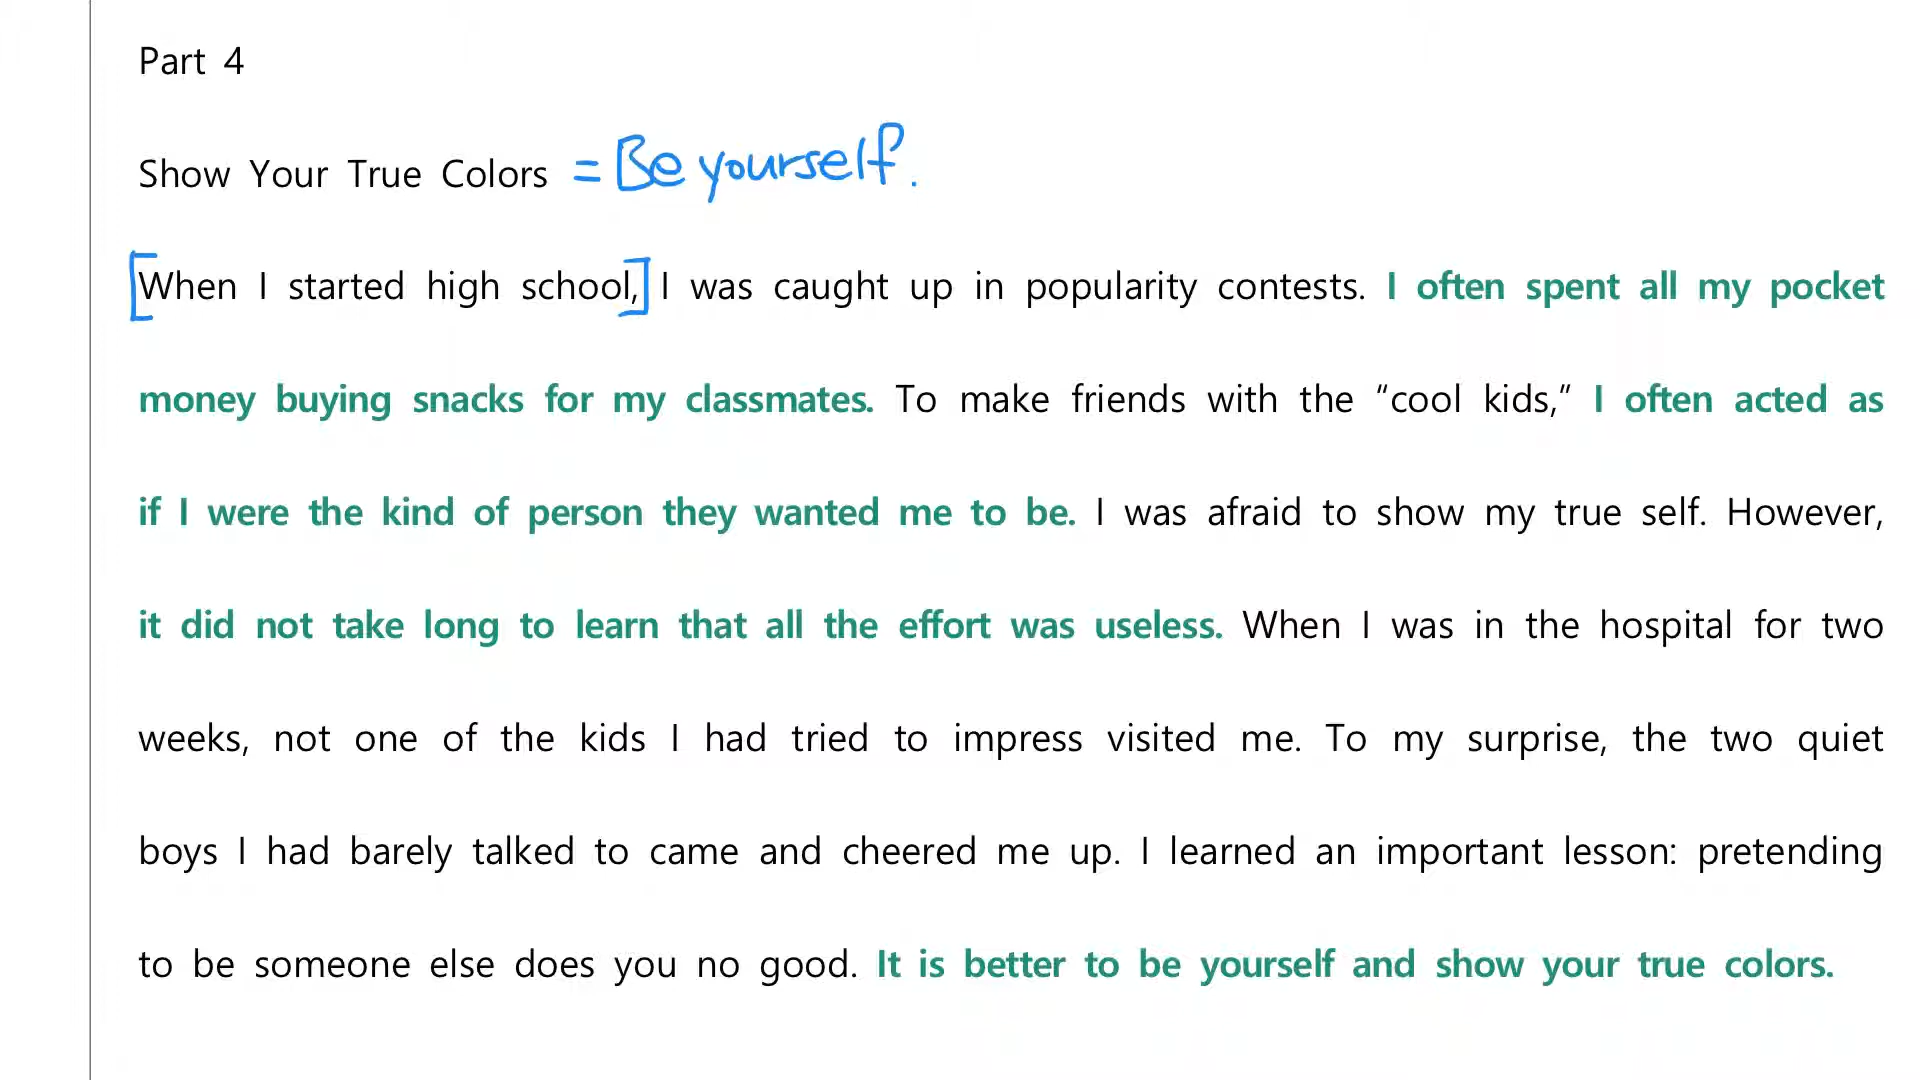 Part 4
Show Your True Colors = Be yourself.
[When I started high school,] I was caught up in popularity contests. I often spent all my pocket
money buying snacks for my classmates. To make friends with the “cool kids,” I often acted as
if I were the kind of person they wanted me to be. I was afraid to show my true self. However,
it did not take long to learn that all the effort was useless. When I was in the hospital for two
weeks, not one of the kids I had tried to impress visited me. To my surprise, the two quiet
boys I had barely talked to came and cheered me up. I learned an important lesson: pretending
to be someone else does you no good. It is better to be yourself and show your true colors.